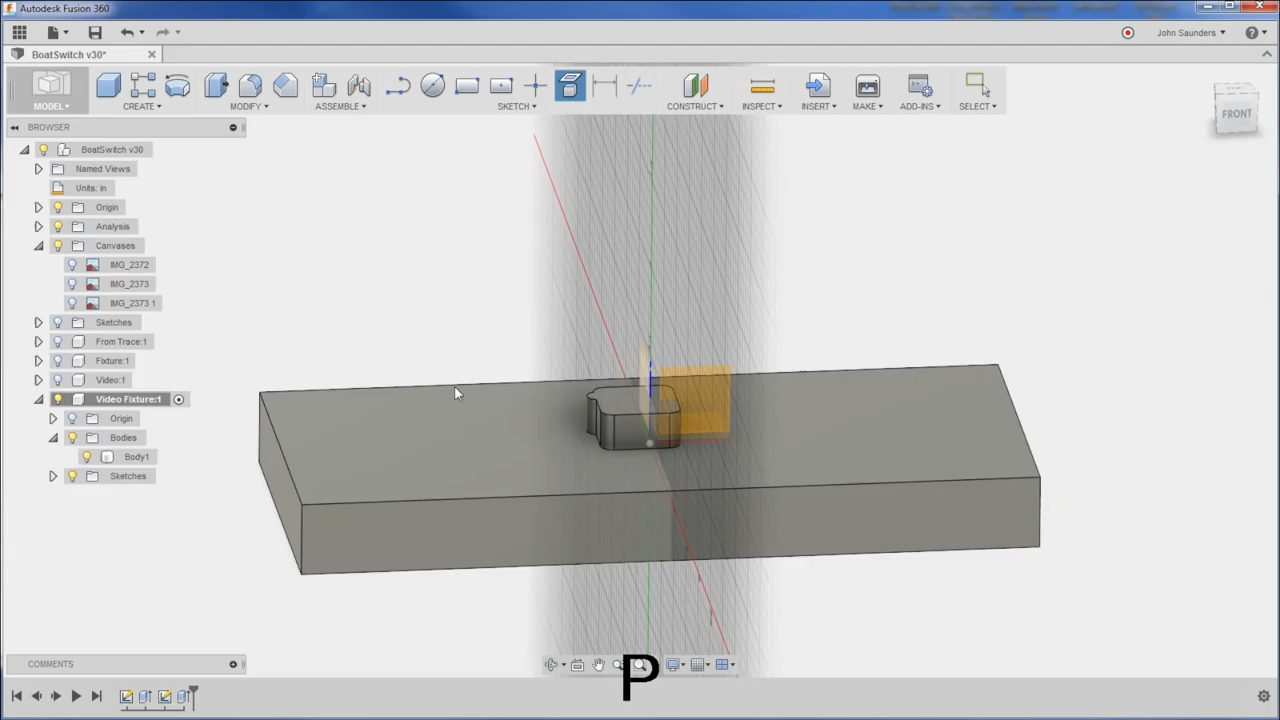 Autodesk Fusion 360
John Saunders
BoatSwitch v30*
MODEL
CREATE
MODIFY
ASSEMBLE
SKETCH
CONSTRUCT
INSPECT
INSERT
MAKE
ADD-INS
SELECT
FRONT
BROWSER
BoatSwitch v30
Named Views
Units: in
Origin
Analysis
Canvases
IMG_2372
IMG_2373
IMG_2373 1
Sketches
From Trace:1
Fixture:1
Video:1
Video Fixture:1
Origin
Bodies
Body1
Sketches
COMMENTS
P